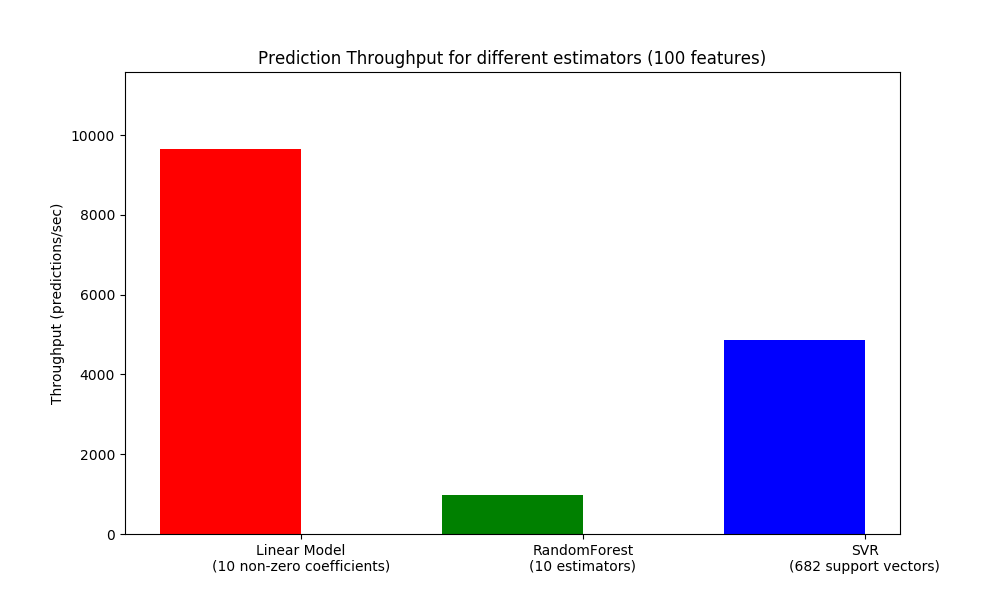 Prediction Throughput for different estimators (100 features)
Throughput (predictions/sec)
10000
8000
6000
4000
2000
0
Linear Model
(10 non-zero coefficients)
RandomForest
(10 estimators)
SVR
(682 support vectors)